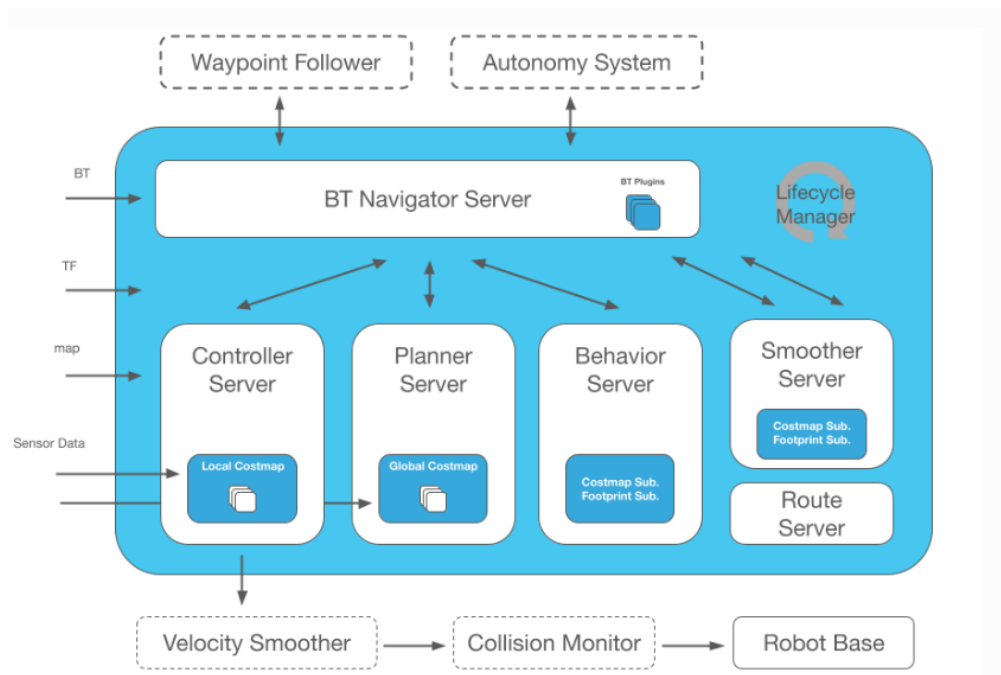 Waypoint Follower
Autonomy System
BT
BT Navigator Server
BT Plugins
Lifecycle
Manager
TF
map
Sensor Data
Controller
Server
Local Costmap
Planner
Server
Global Costmap
Behavior
Server
Costmap Sub.
Footprint Sub.
Smoother
Server
Costmap Sub.
Footprint Sub.
Route
Server
Velocity Smoother
Collision Monitor
Robot Base